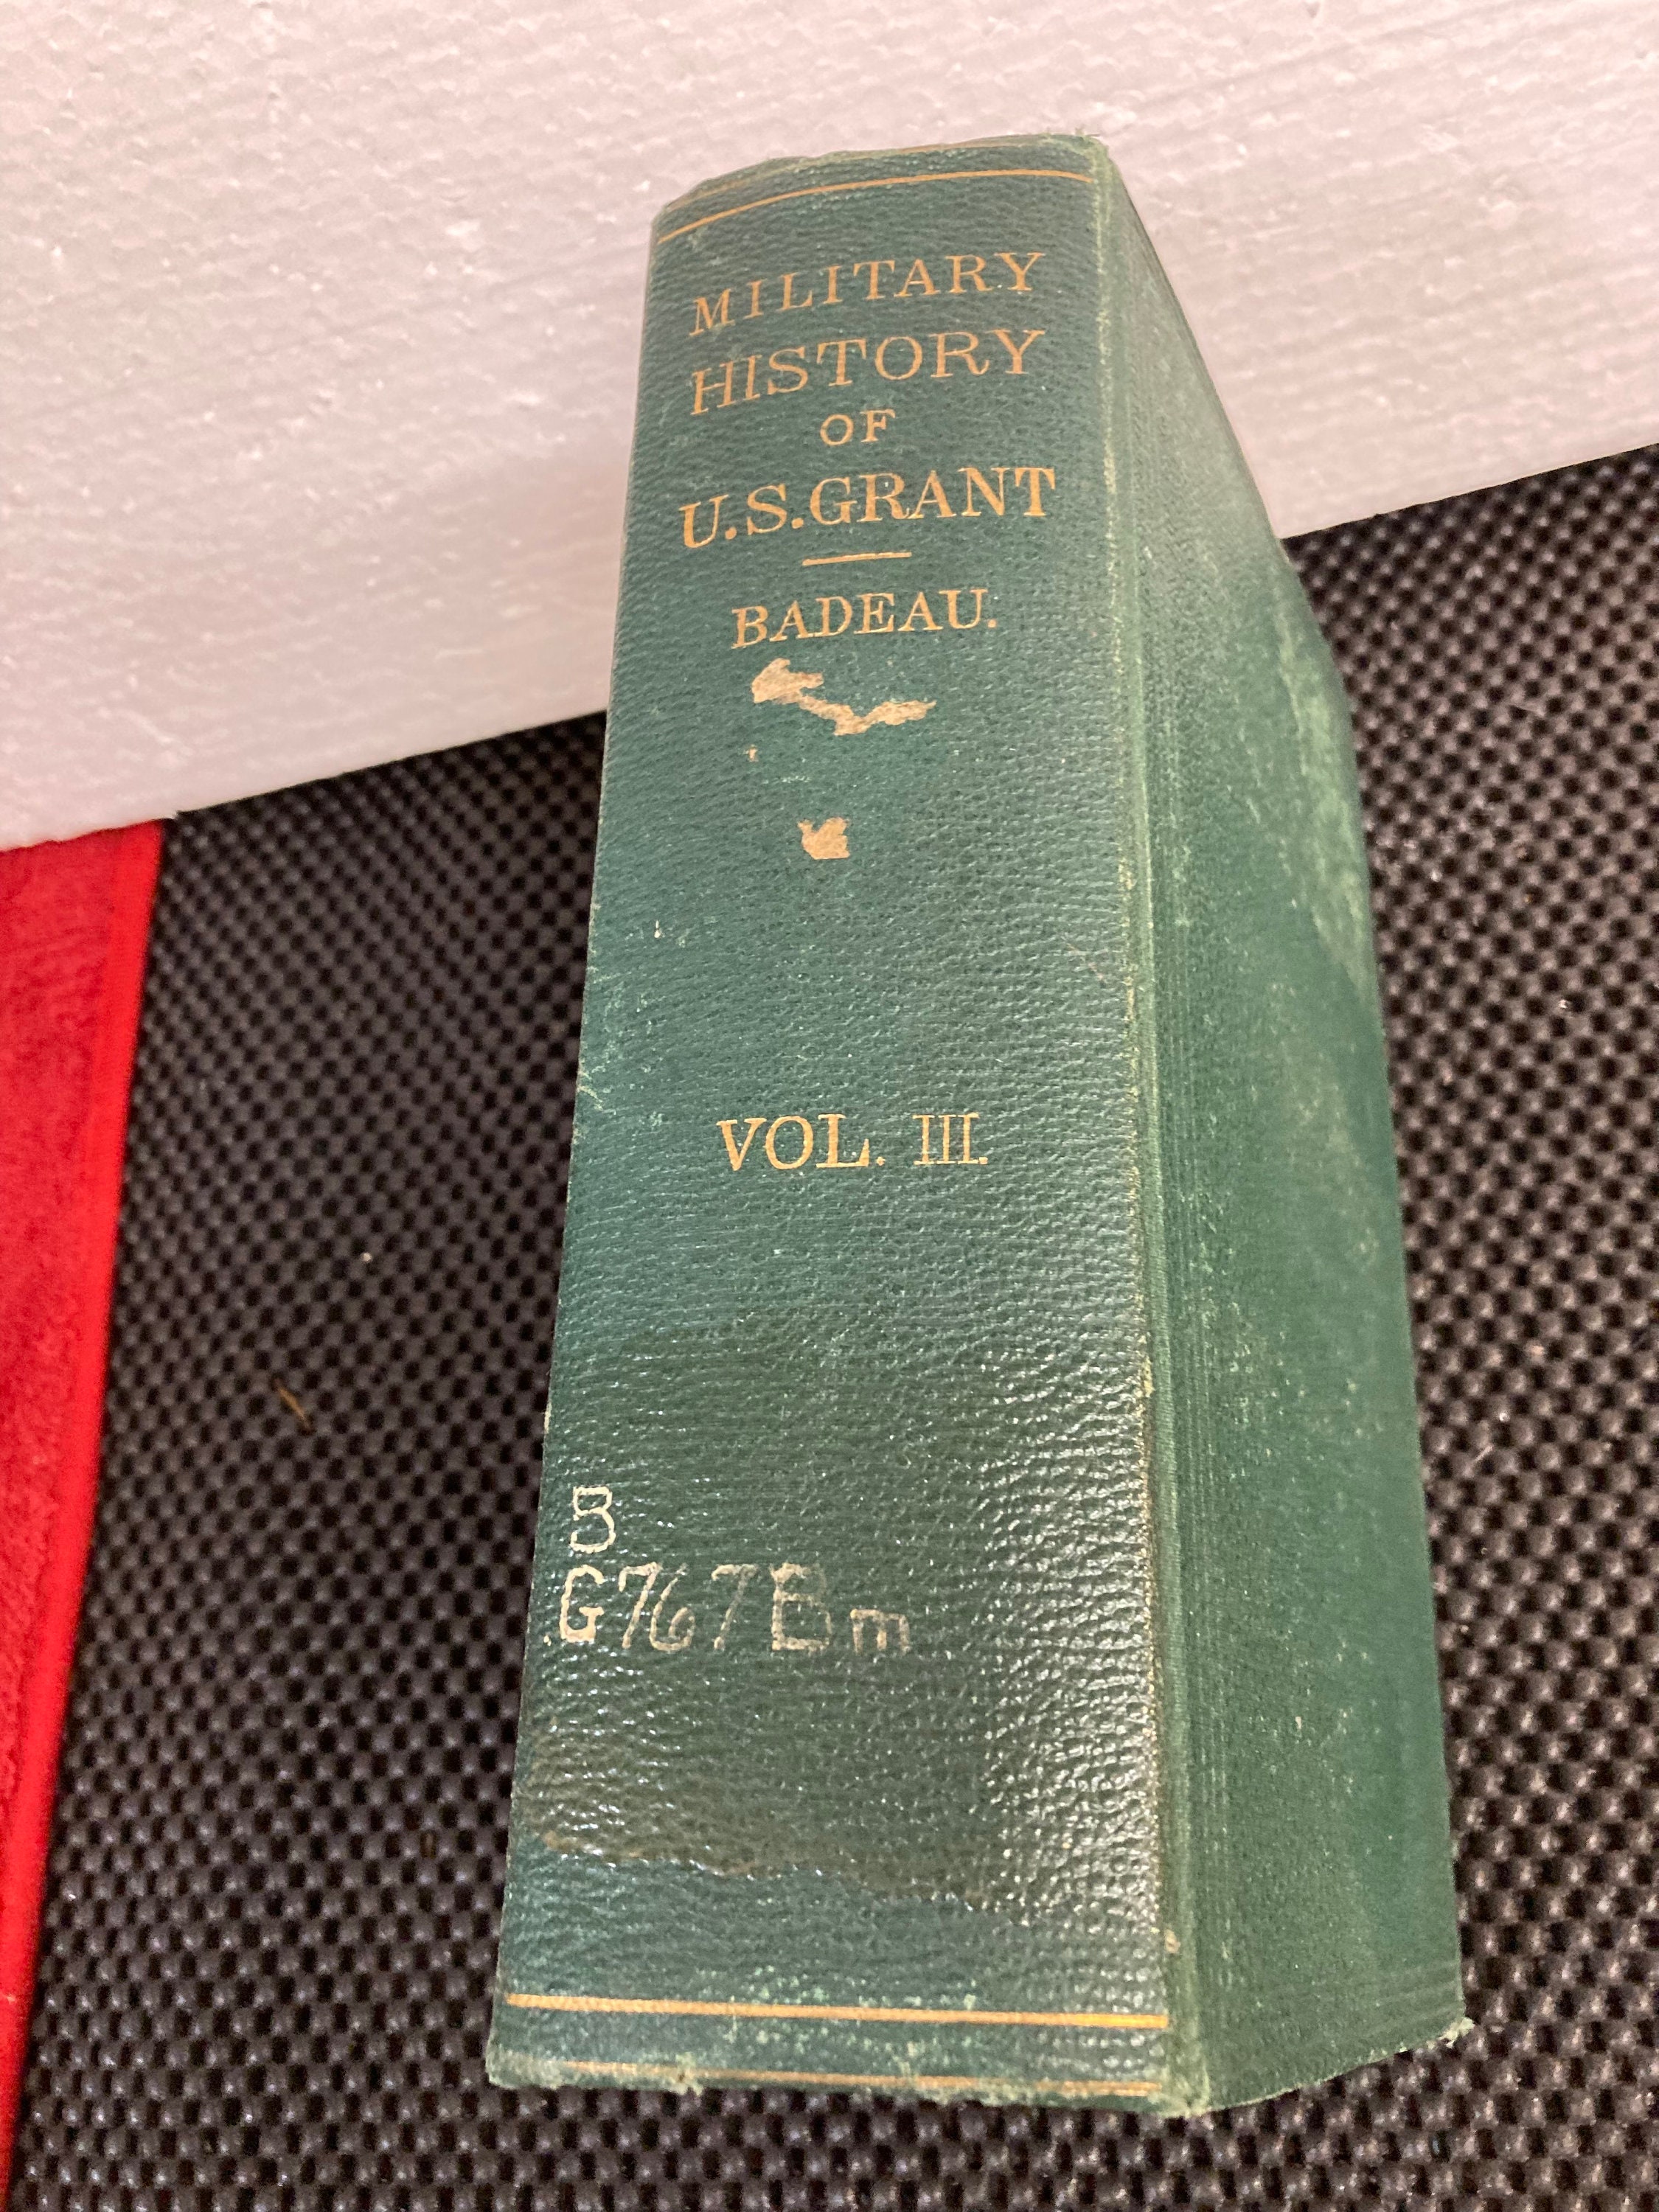 MILITARY
HISTORY
OF
U.S. GRANT
BADEAU.
VOL. III.
B
G767Bm